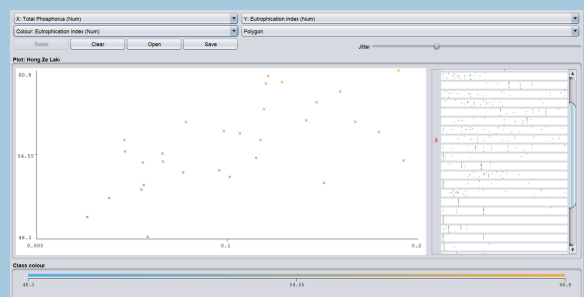 X: Total Phosphorus (Num)
Y: Eutrophication index (Num)
Colour: Eutrophication index (Num)
Polygon
Reset
Clear
Open
Save
Jitter
Plot: Hong Ze Lake
60.8
54.55
48.3
0.005
0.1
0.2
X
Class colour
48.3
54.55
60.8